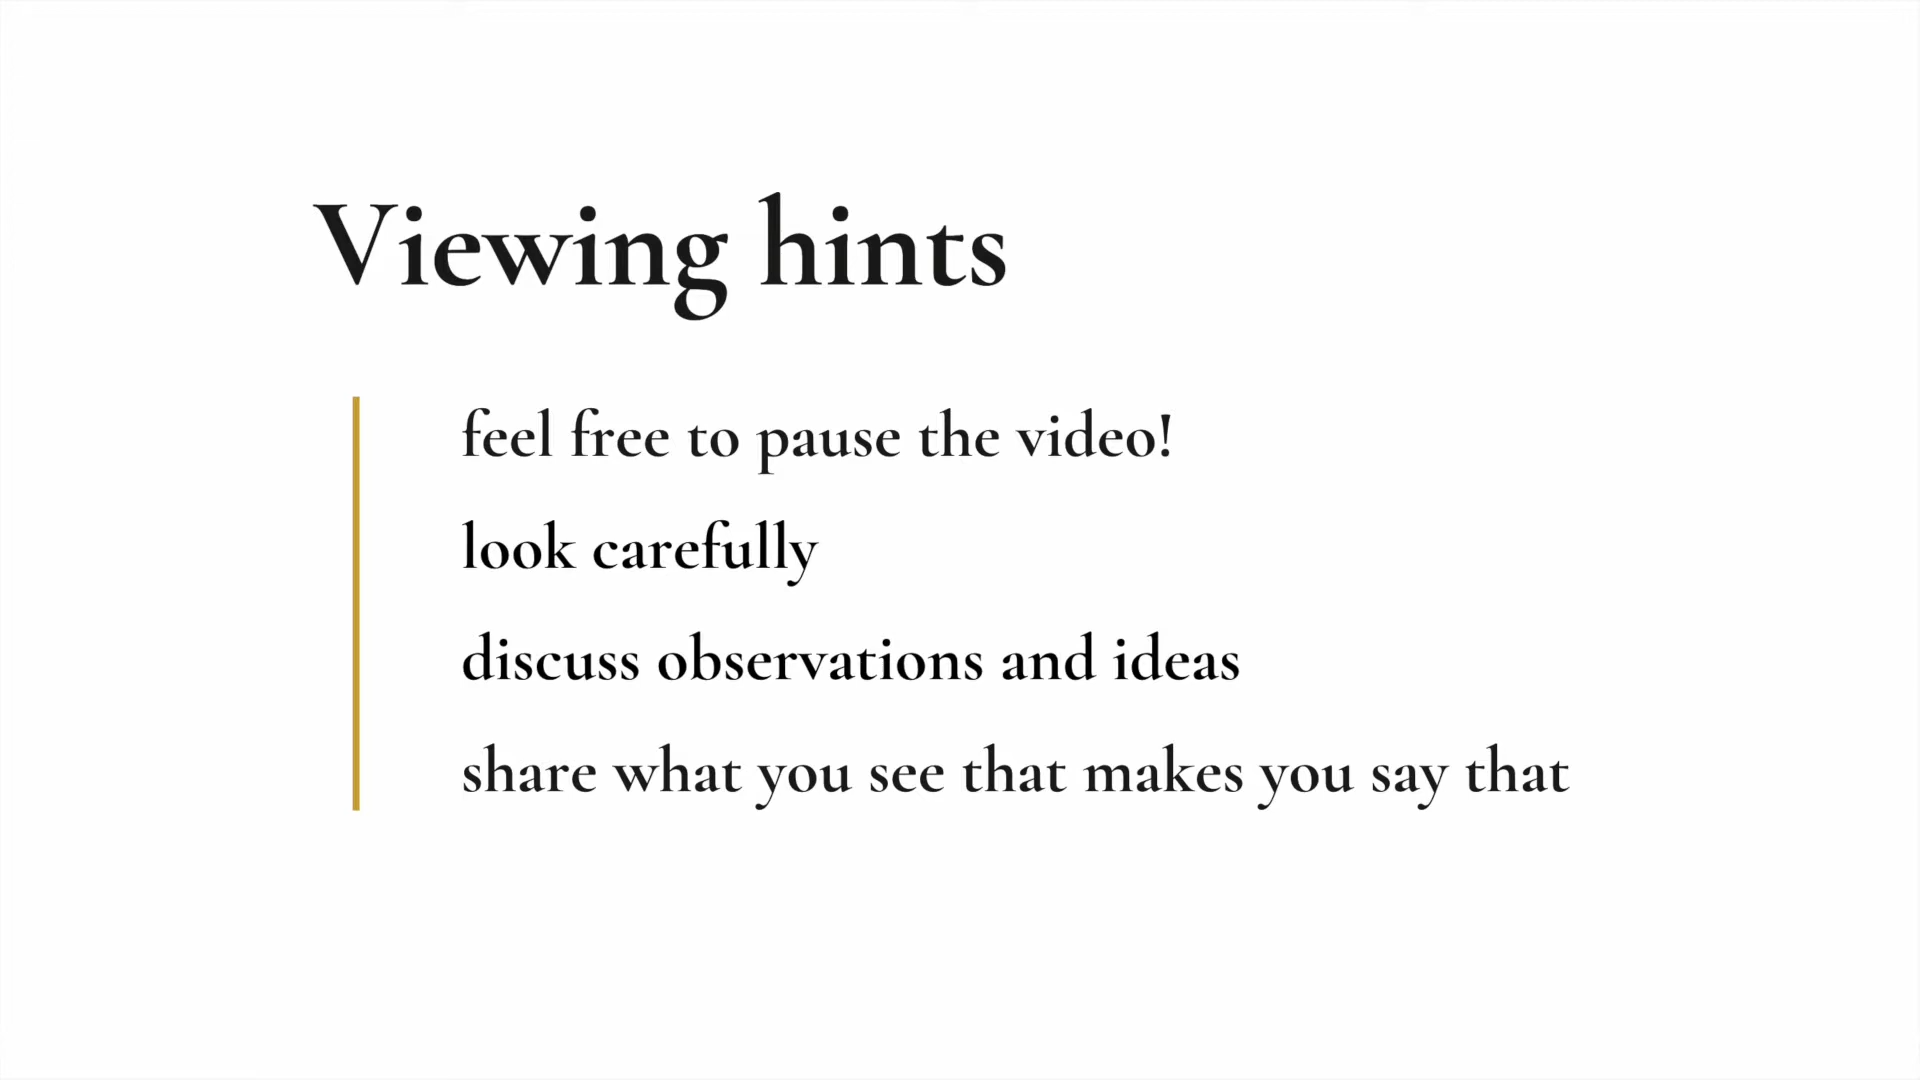 Viewing hints
feel free to pause the video!
look carefully
discuss observations and ideas
share what you see that makes you say that